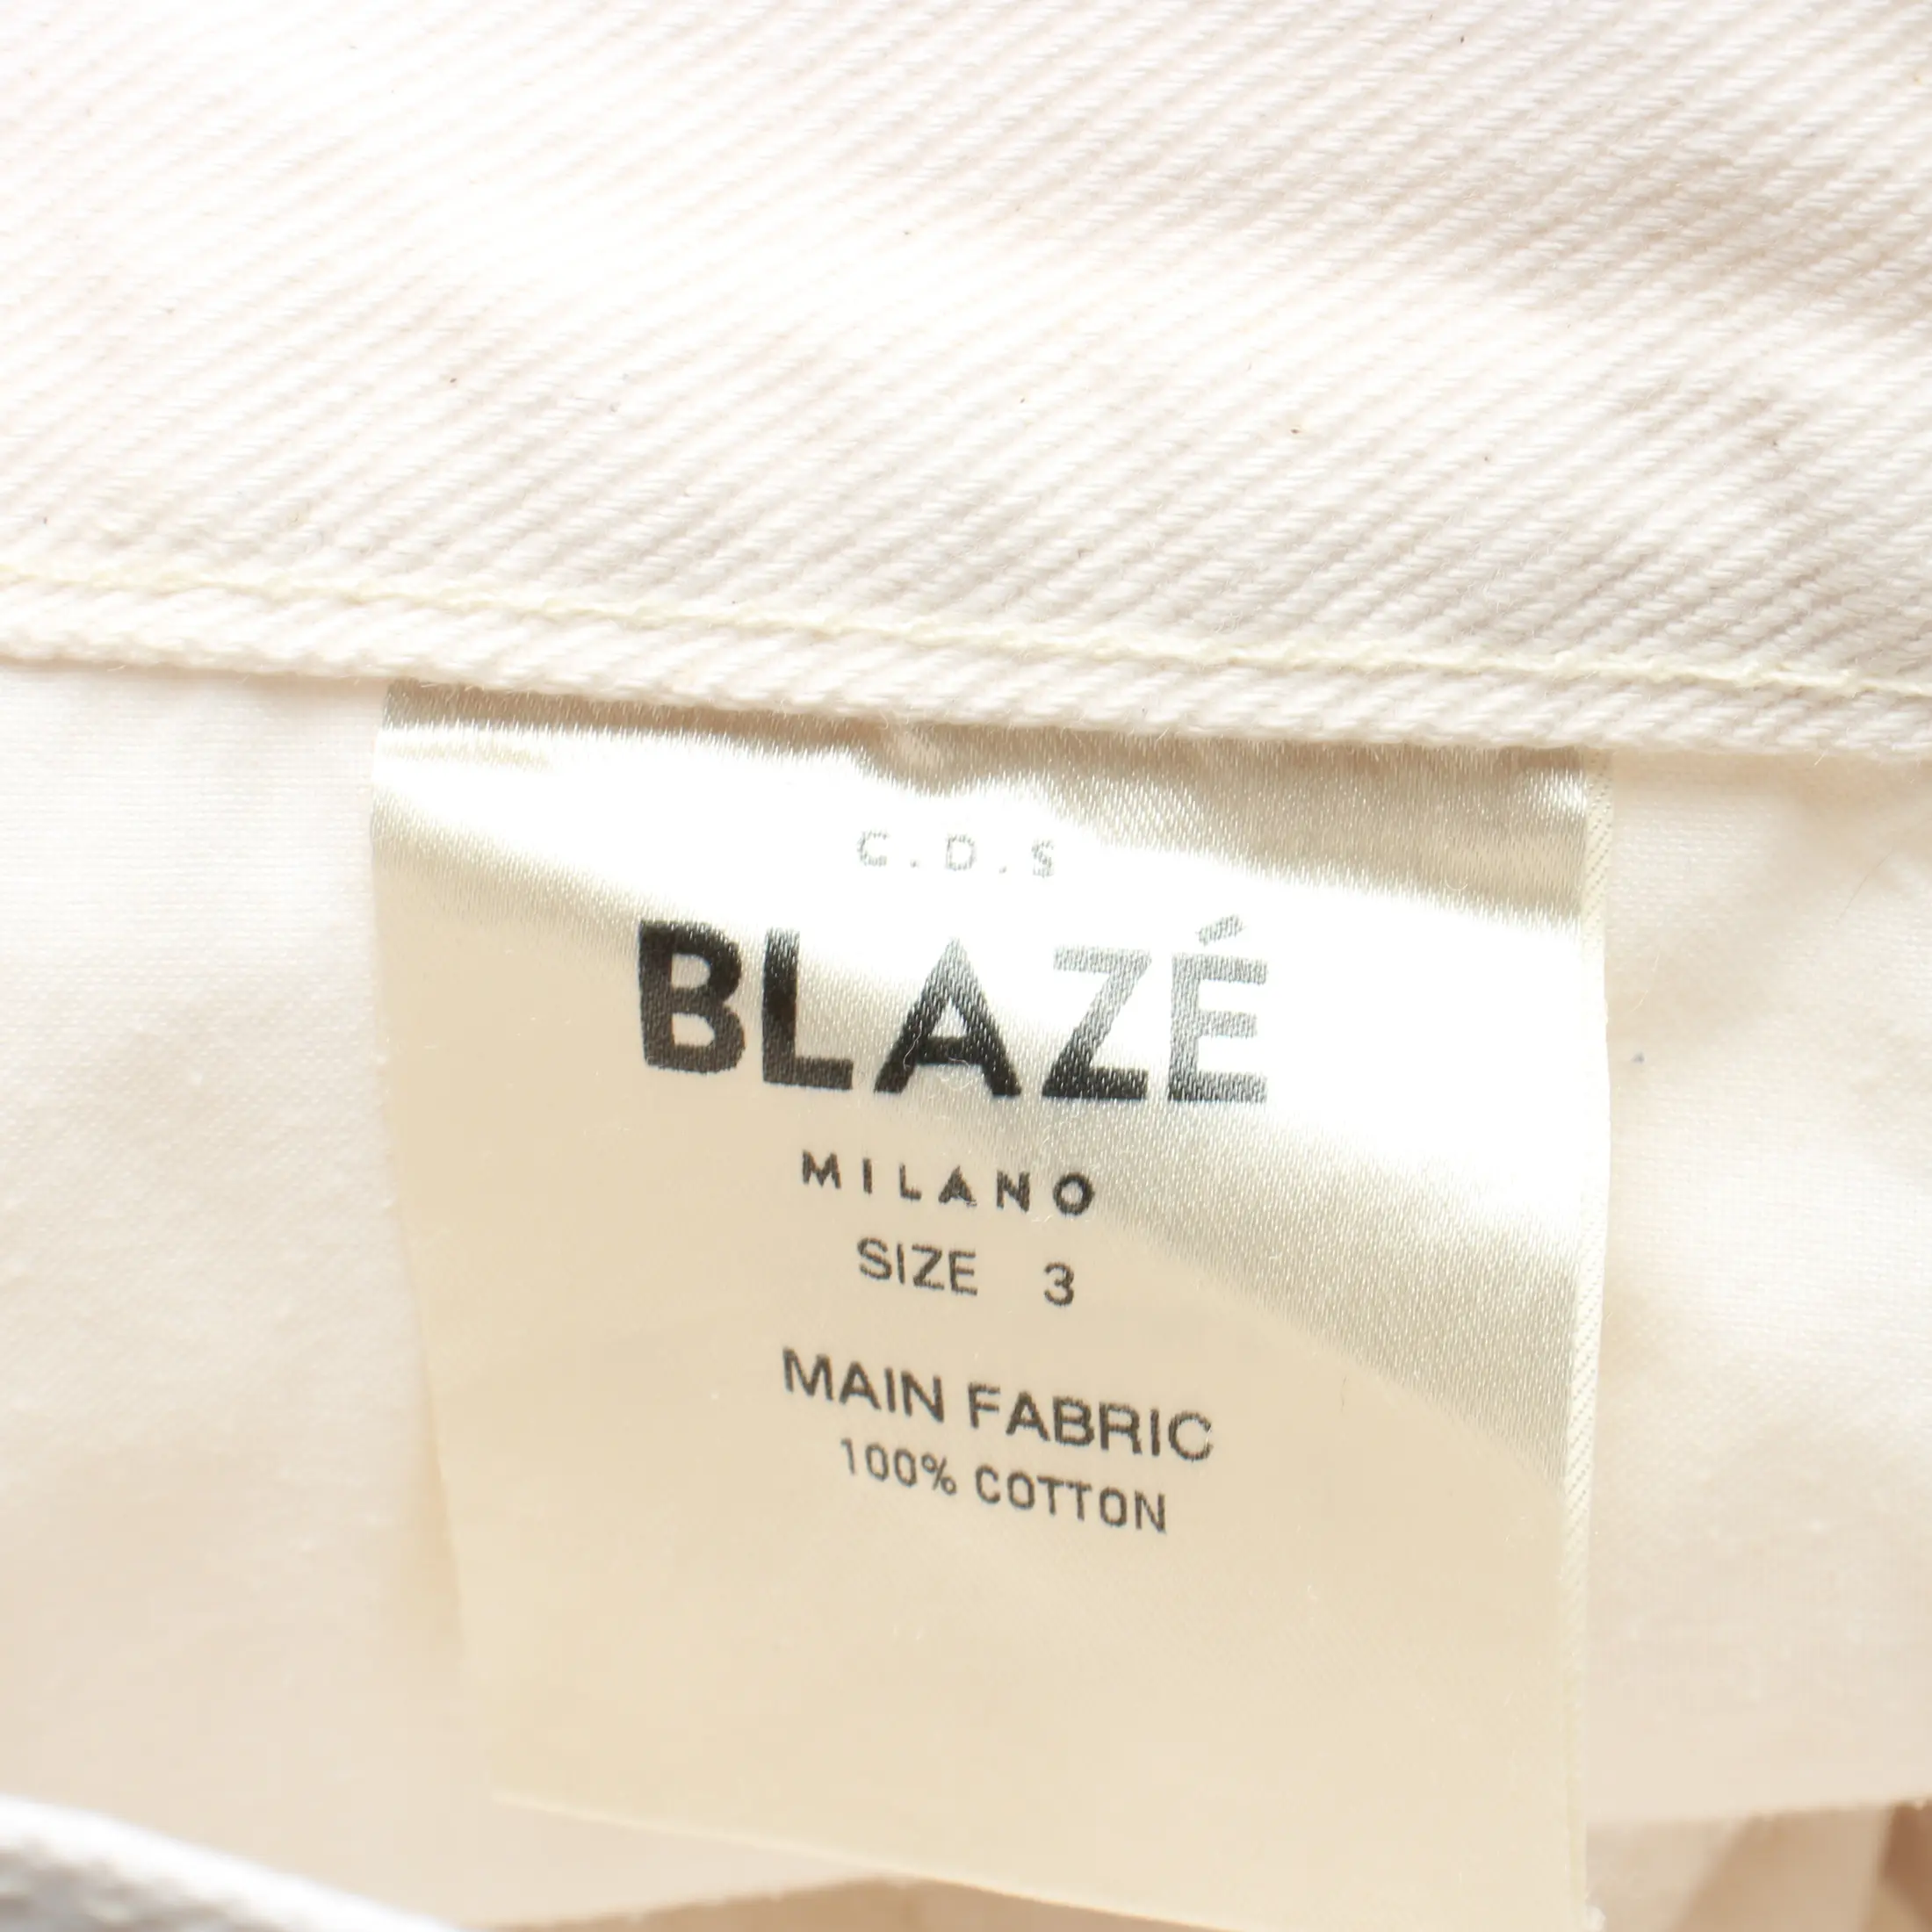 C.D.S
BLAZÉ
MILANO
SIZE 3
MAIN FABRIC
100% COTTON